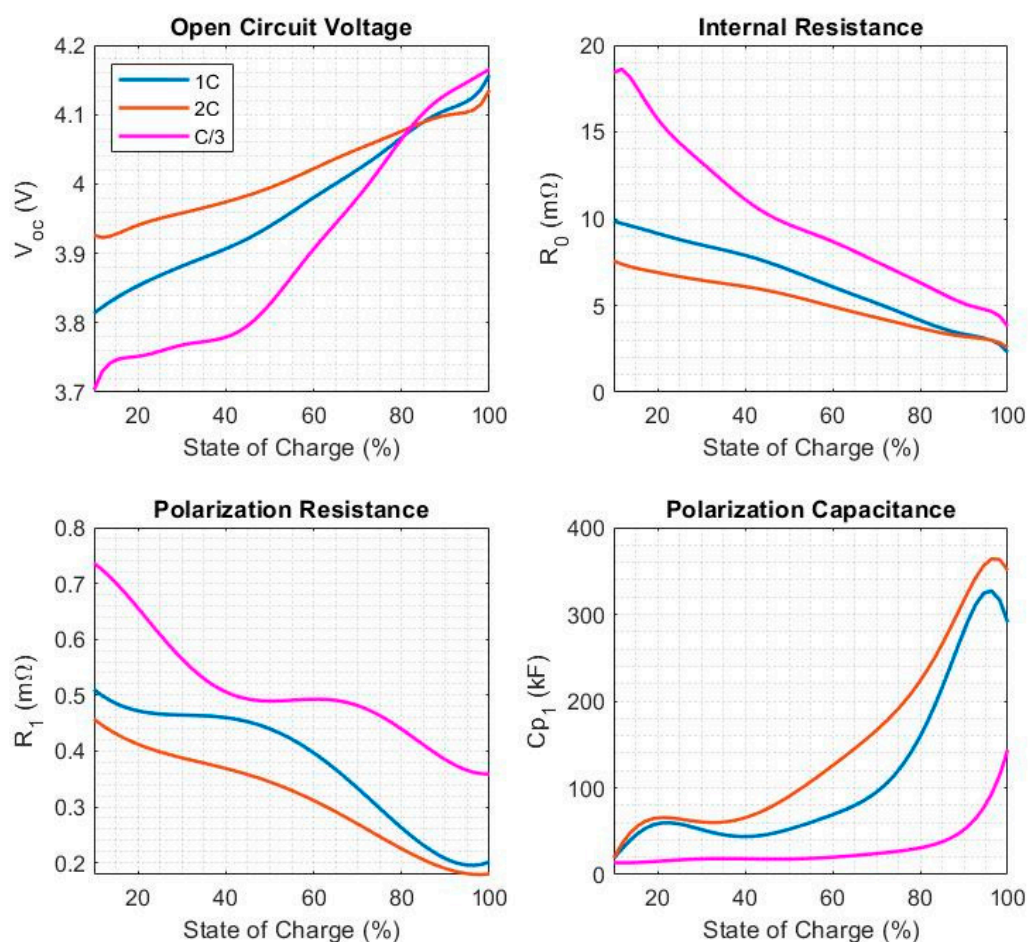 Open Circuit Voltage
4.2
4.1
4
3.9
3.8
3.7
V_oc (V)
1C
2C
C/3
20 40 60 80 100
State of Charge (%)
Internal Resistance
20
15
10
5
0
R_0 (mΩ)
20 40 60 80 100
State of Charge (%)
Polarization Resistance
0.8
0.7
0.6
0.5
0.4
0.3
0.2
R_1 (mΩ)
20 40 60 80 100
State of Charge (%)
Polarization Capacitance
400
300
200
100
0
Cp_1 (kF)
20 40 60 80 100
State of Charge (%)